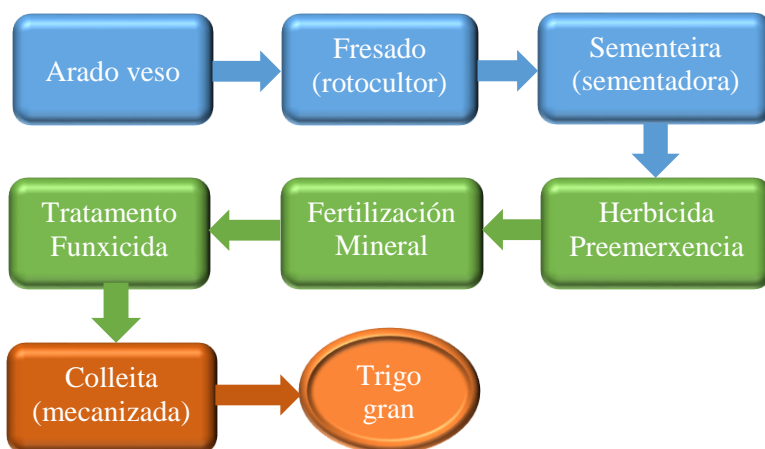 Arado veso
Fresado
(rotocultor)
Sementeira
(sementadora)
Herbicida
Preemerxencia
Fertilización
Mineral
Tratamento
Funxicida
Colleita
(mecanizada)
Trigo
gran